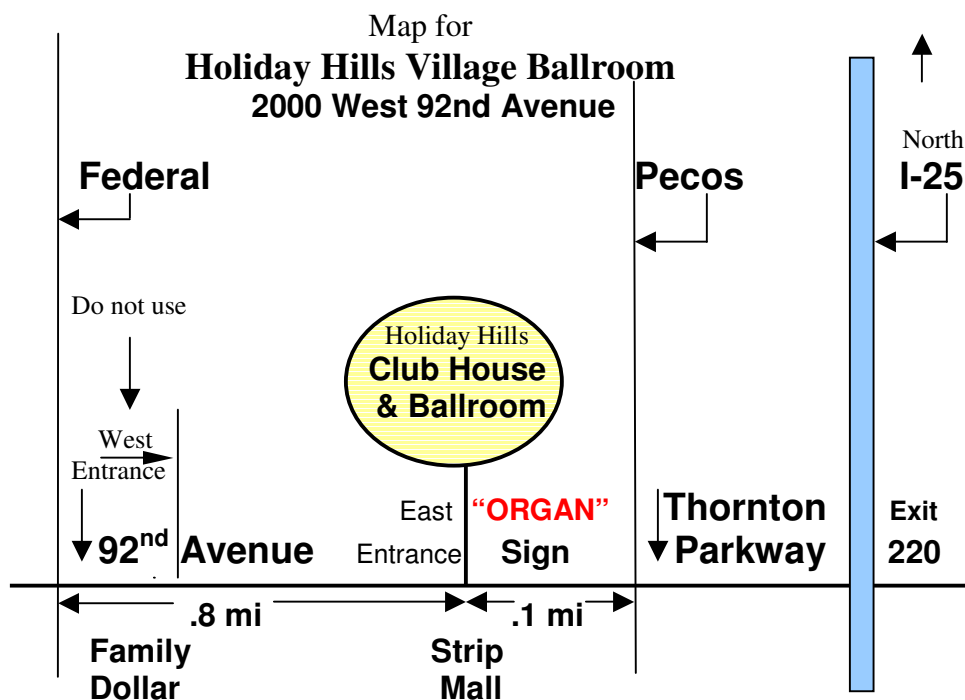 Map for
Holiday Hills Village Ballroom
2000 West 92nd Avenue
North
Federal
Pecos
I-25
Do not use
Holiday Hills
Club House
& Ballroom
West
Entrance
East "ORGAN"
Entrance Sign
Thornton
Parkway
Exit
220
92nd Avenue
.8 mi
.1 mi
Family
Dollar
Strip
Mall